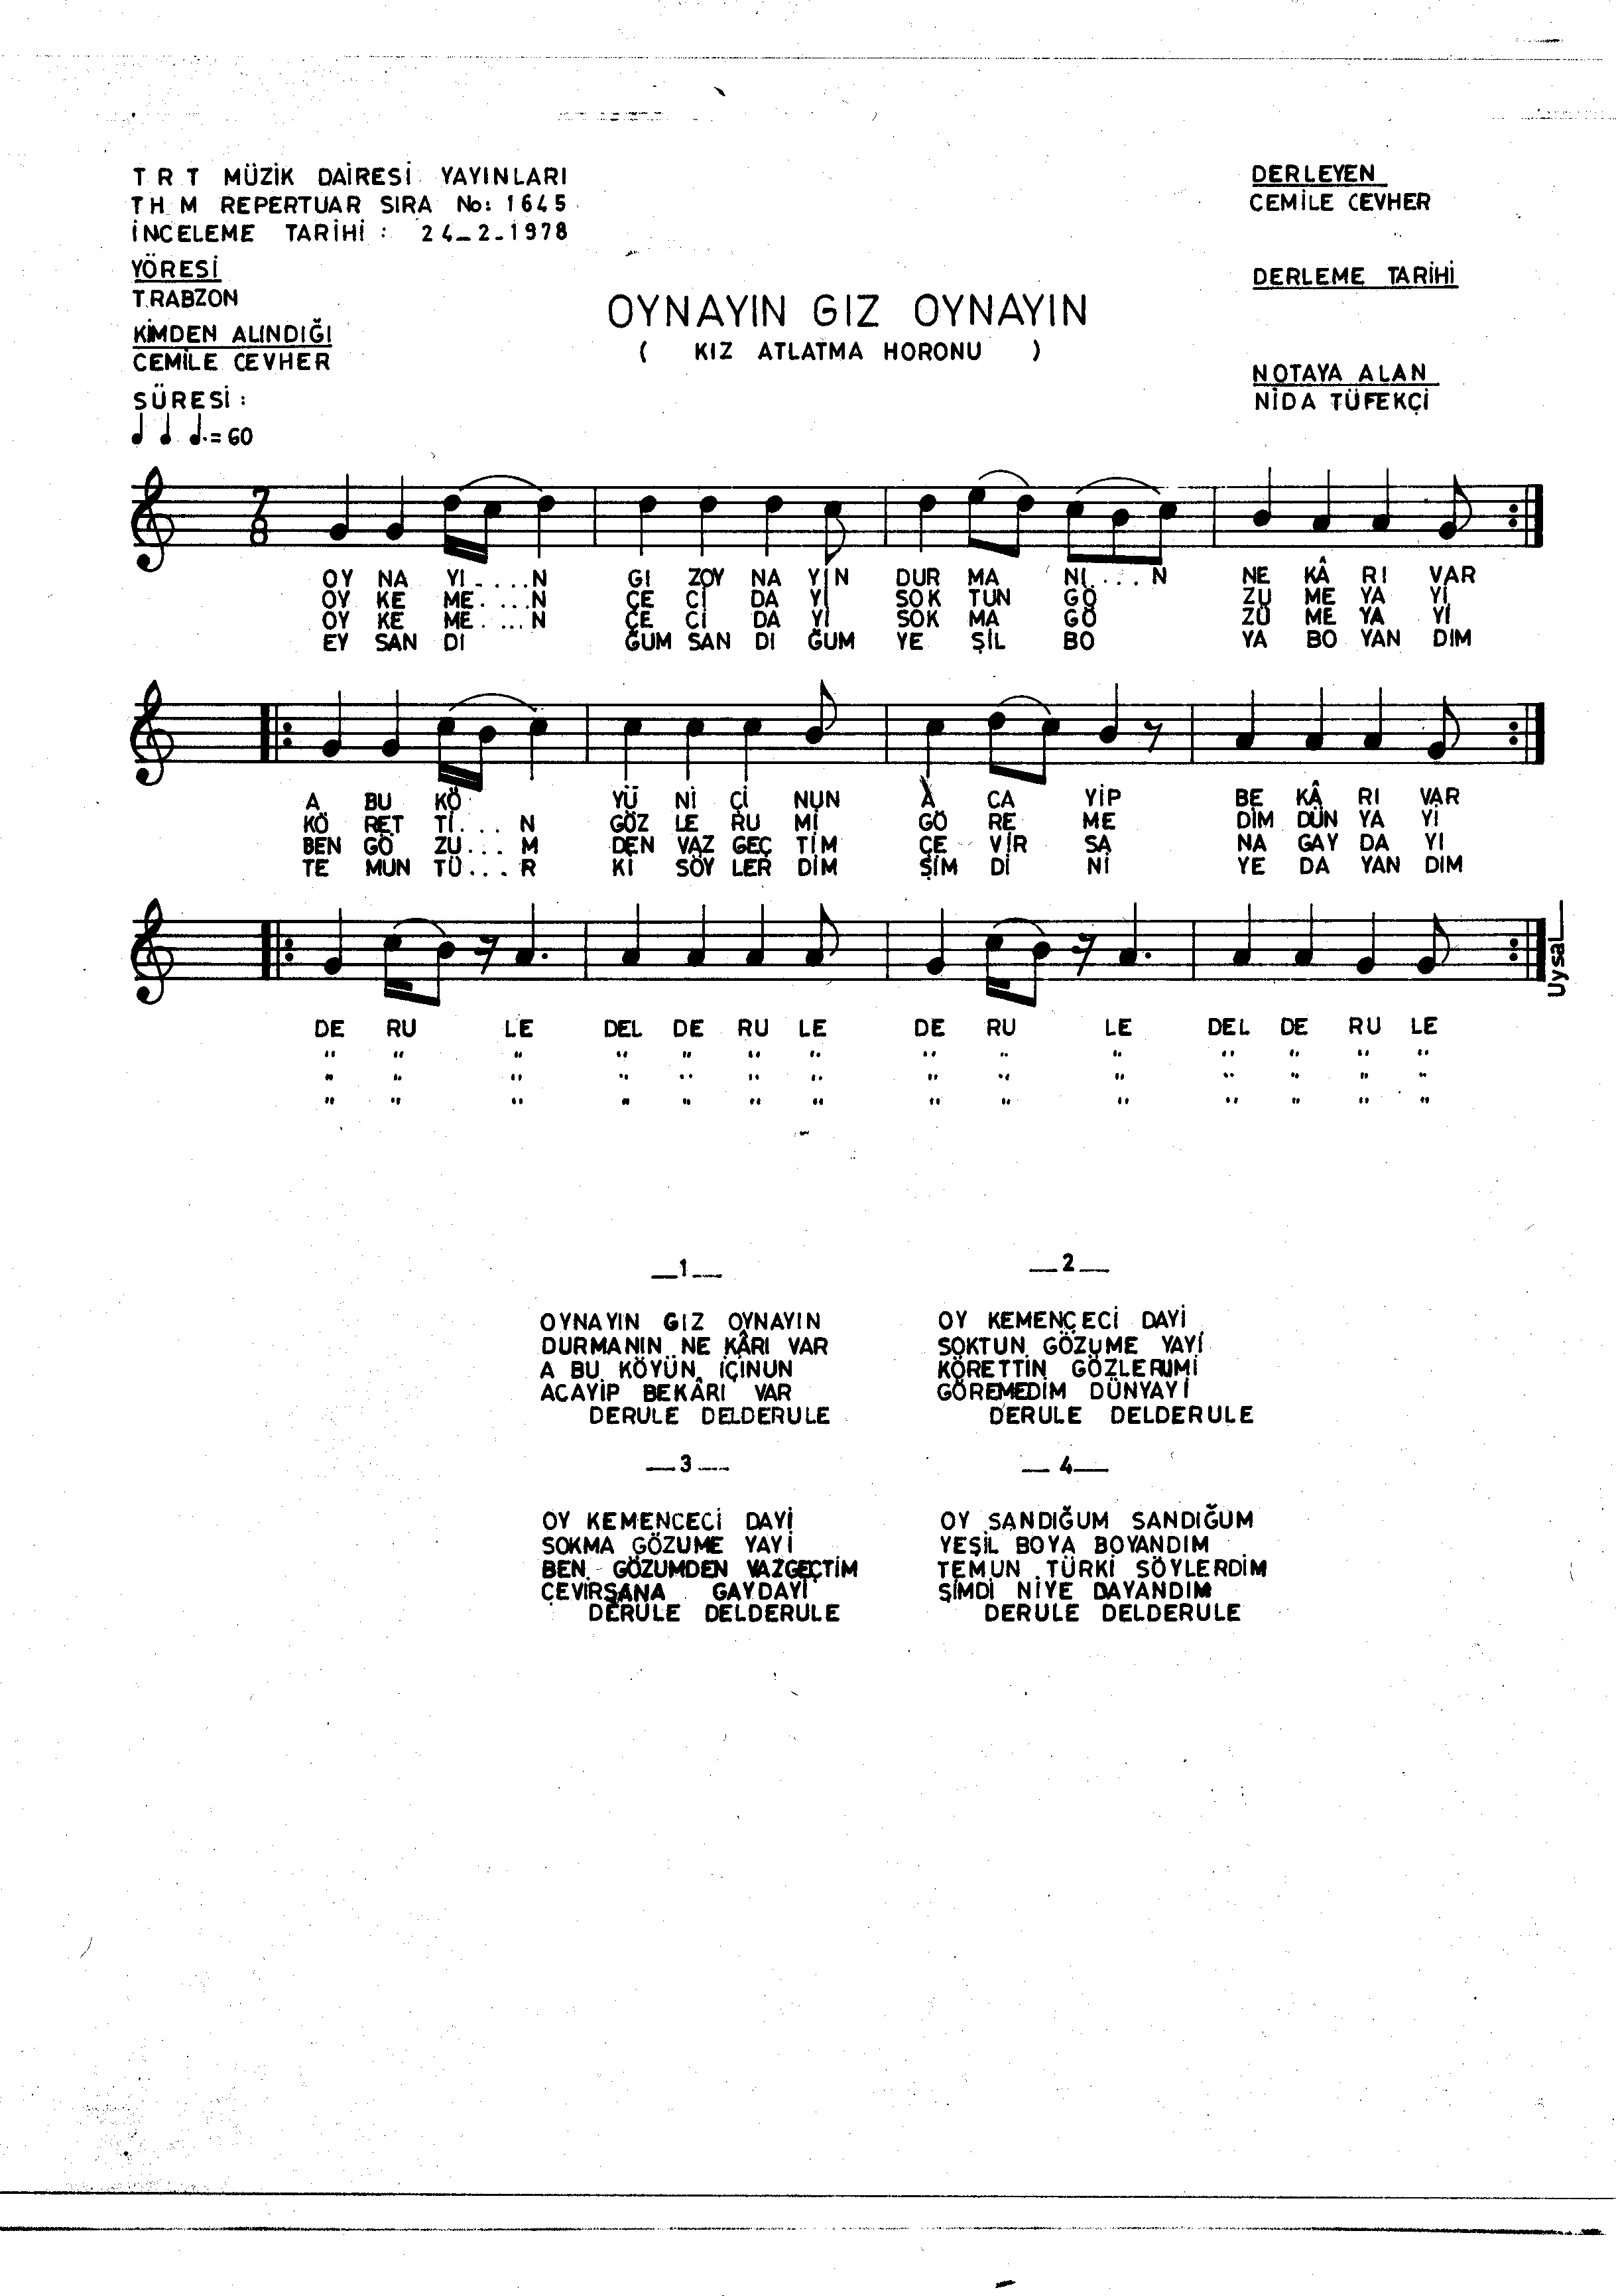 T R T MÜZİK DAİRESİ YAYINLARI
TH M REPERTUAR SIRA No: 1645
İNCELEME TARİHİ : 24_2_1978
YÖRESİ
TRABZON
KİMDEN ALINDIĞI
CEMİLE CEVHER
SÜRESİ :
= 60
DERLEYEN
CEMİLE CEVHER
DERLEME TARİHİ
NOTAYA ALAN
NİDA TÜFEKÇİ
OYNAYIN GIZ OYNAYIN
( KIZ ATLATMA HORONU )
7
8
OY NA YI_....N GI ZOY NA YIN DUR MA NI....N NE KÂ RI VAR
OY KE ME....N ÇE Cİ DA Yİ SOK TUN GÖ ZÜ ME YA Yİ
OY KE ME....N ÇE Cİ DA Yİ SOK MA GÖ ZÜ ME YA Yİ
EY SAN DI ĞUM SAN DI ĞUM YE ŞİL BO YA BO YAN DIM
A BU KÖ YÜ Nİ Çİ NUN A CA YİP BE KÂ RI VAR
KÖ RET Tİ.... N GÖZ LE RU Mİ GÖ RE ME DİM DÜN YA Yİ
BEN GÖ ZU... M DEN VAZ GEÇ TİM ÇE VİR SA NA GAY DA YI
TE MUN TÜ... R Kİ SÖY LER DİM ŞİM Dİ Nİ YE DA YAN DIM
DE RU LE DEL DE RU LE DE RU LE DEL DE RU LE
" " " " " " " " " " " " " "
" " " " " " " " " " " " " "
" " " " " " " " " " " " " "
Uysal
__1__
OYNAYIN GIZ OYNAYIN
DURMANIN NE KÂRI VAR
A BU KÖYÜN İÇİNUN
ACAYİP BEKÂRI VAR
DERULE DELDERULE
__2__
OY KEMENÇECİ DAYİ
SOKTUN GÖZUME YAYİ
KÖRETTİN GÖZLERUMİ
GÖREMEDİM DÜNYAYİ
DERULE DELDERULE
__3__
OY KEMENCECİ DAYİ
SOKMA GÖZUME YAYİ
BEN GÖZUMDEN VAZGEÇTİM
ÇEVİRSANA GAYDAYİ
DERULE DELDERULE
__4__
OY SANDIĞUM SANDIĞUM
YEŞİL BOYA BOYANDIM
TEMUN TÜRKİ SÖYLERDİM
ŞİMDİ NİYE DAYANDIM
DERULE DELDERULE